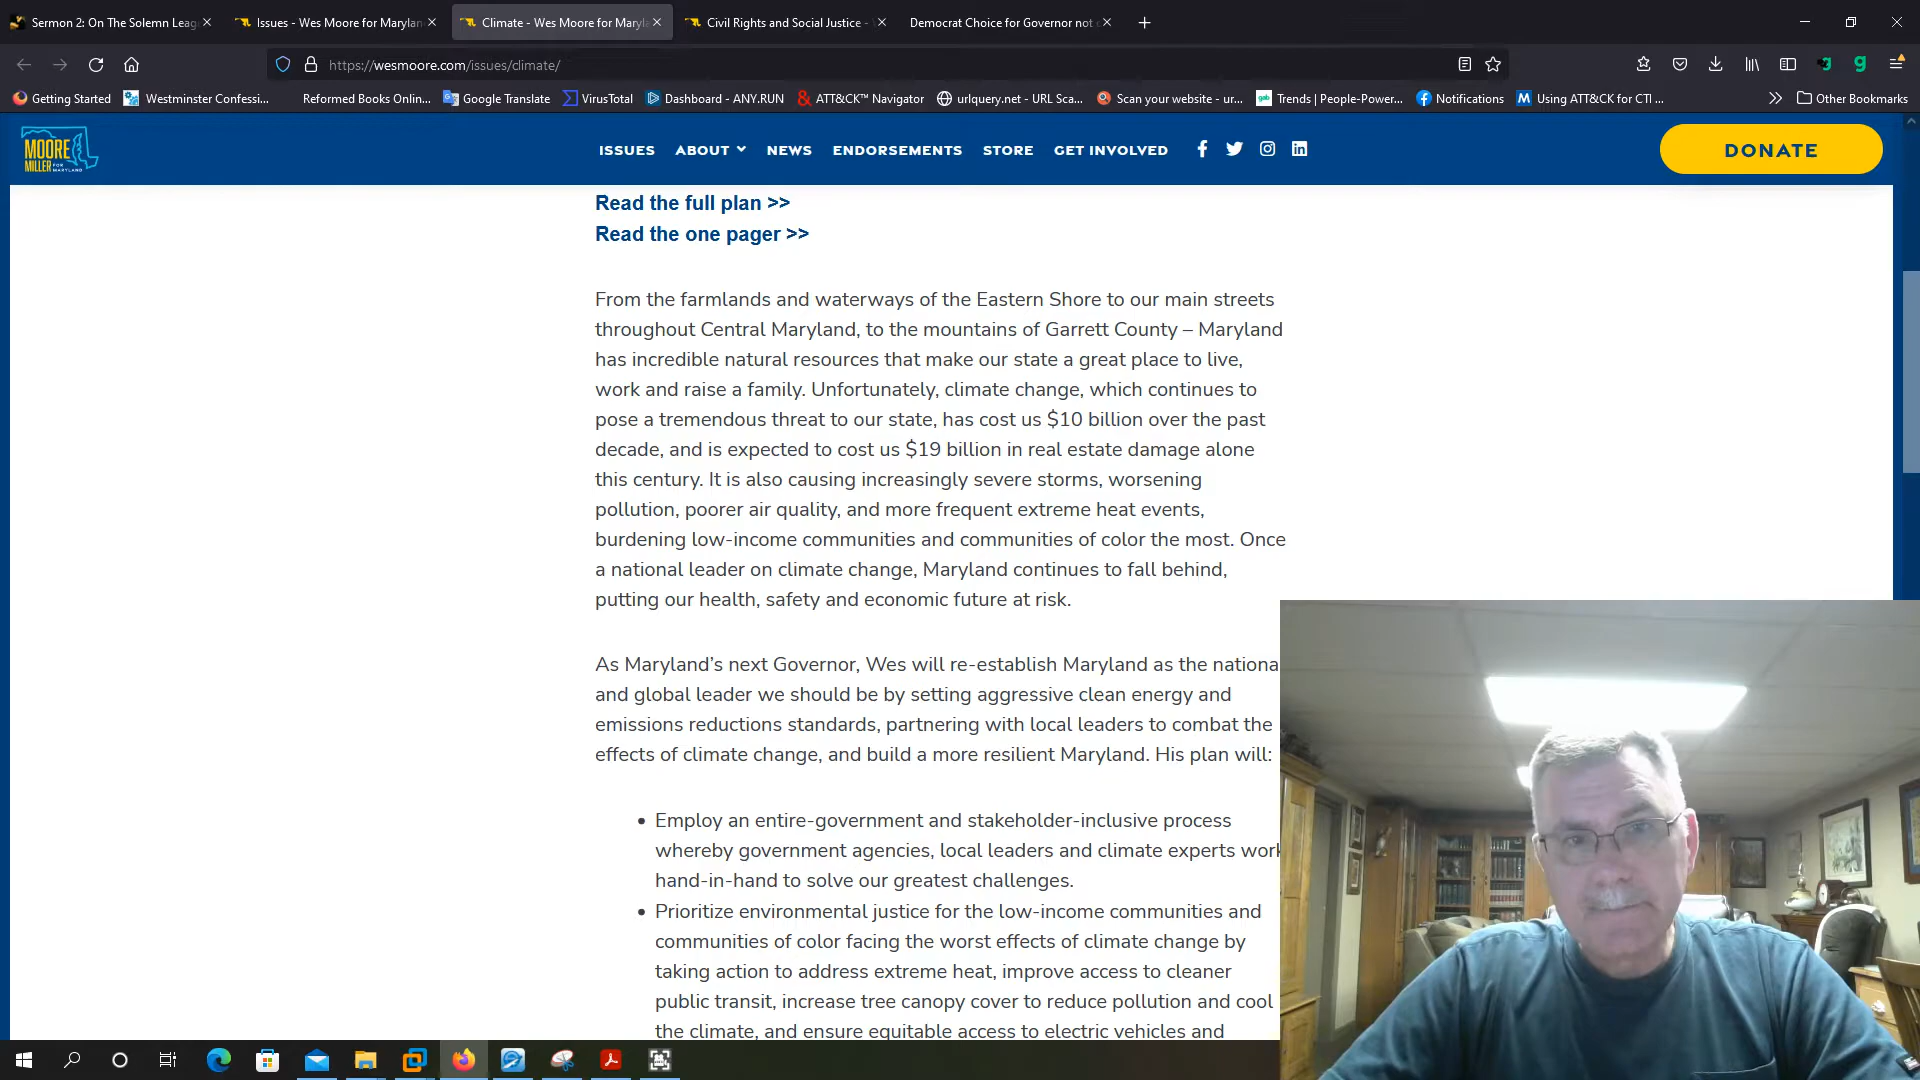 Sermon 2: On The Solemn Leag
Issues - Wes Moore for Marylan
Climate - Wes Moore for Maryla
Civil Rights and Social Justice -
Democrat Choice for Governor not
https://wesmoore.com/issues/climate/
Getting Started
Westminster Confessi...
Reformed Books Onlin...
Google Translate
VirusTotal
Dashboard - ANY.RUN
ATT&CK™ Navigator
urlquery.net - URL Sca...
Scan your website - ur...
Trends | People-Power...
Notifications
Using ATT&CK for CTI ...
Other Bookmarks
MOORE
MILLER FOR
MARYLAND
ISSUES
ABOUT
NEWS
ENDORSEMENTS
STORE
GET INVOLVED
DONATE
Read the full plan >>
Read the one pager >>
From the farmlands and waterways of the Eastern Shore to our main streets
throughout Central Maryland, to the mountains of Garrett County – Maryland
has incredible natural resources that make our state a great place to live,
work and raise a family. Unfortunately, climate change, which continues to
pose a tremendous threat to our state, has cost us $10 billion over the past
decade, and is expected to cost us $19 billion in real estate damage alone
this century. It is also causing increasingly severe storms, worsening
pollution, poorer air quality, and more frequent extreme heat events,
burdening low-income communities and communities of color the most. Once
a national leader on climate change, Maryland continues to fall behind,
putting our health, safety and economic future at risk.
As Maryland's next Governor, Wes will re-establish Maryland as the nationa
and global leader we should be by setting aggressive clean energy and
emissions reductions standards, partnering with local leaders to combat the
effects of climate change, and build a more resilient Maryland. His plan will:
• Employ an entire-government and stakeholder-inclusive process
whereby government agencies, local leaders and climate experts work
hand-in-hand to solve our greatest challenges.
• Prioritize environmental justice for the low-income communities and
communities of color facing the worst effects of climate change by
taking action to address extreme heat, improve access to cleaner
public transit, increase tree canopy cover to reduce pollution and cool
the climate, and ensure equitable access to electric vehicles and